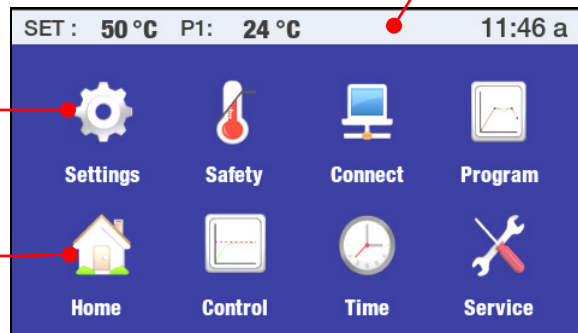 SET : 50 °C P1: 24 °C 11:46 a
Settings Safety Connect Program
Home Control Time Service